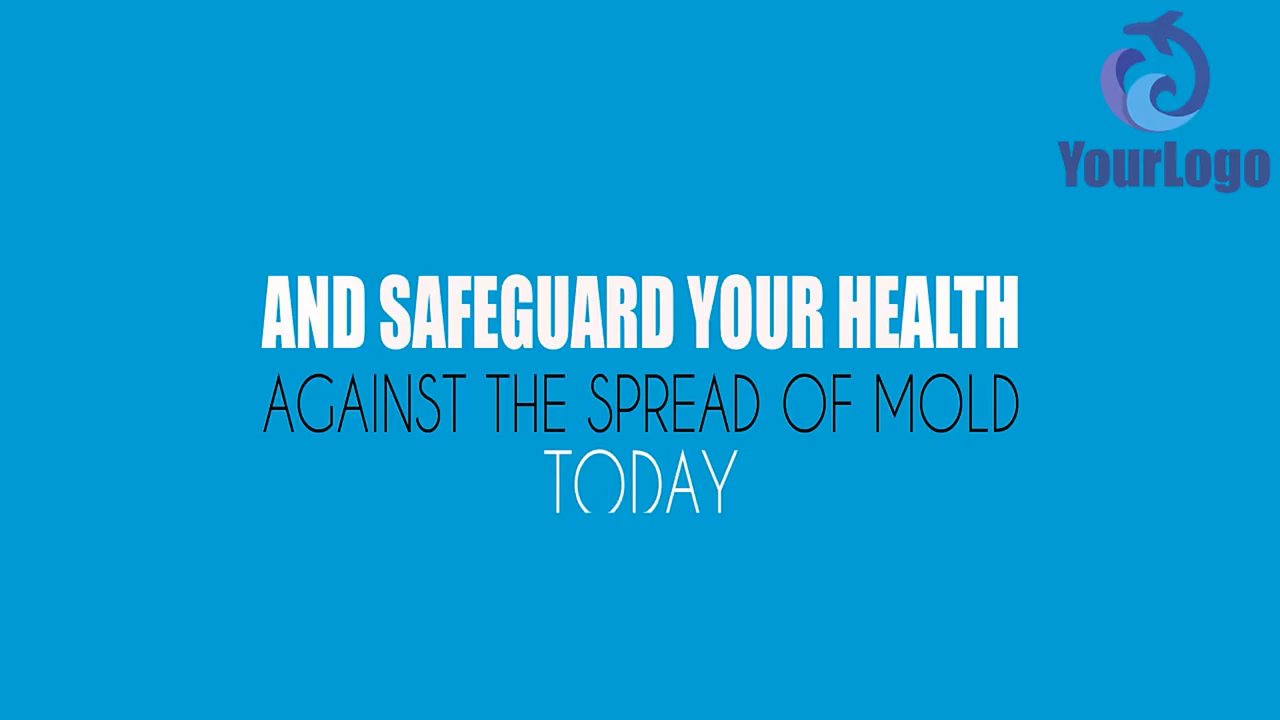 YourLogo
AND SAFEGUARD YOUR HEALTH
AGAINST THE SPREAD OF MOLD
TODAY